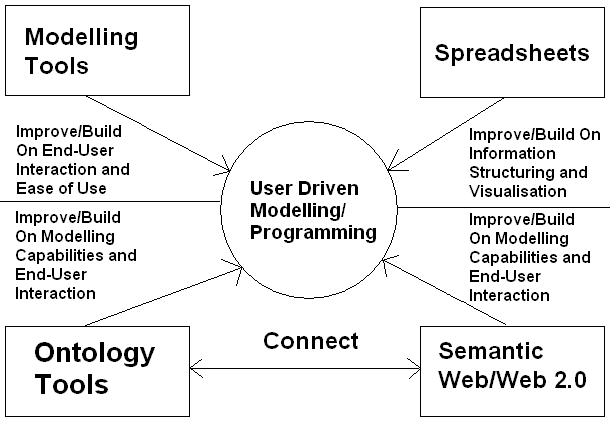 Modelling
Tools
Spreadsheets
Improve/Build
On End-User
Interaction and
Ease of Use
Improve/Build On
Information
Structuring and
Visualisation
User Driven
Modelling/
Programming
Improve/Build
On Modelling
Capabilities and
End-User
Interaction
Improve/Build
On Modelling
Capabilities and
End-User
Interaction
Ontology
Tools
Connect
Semantic
Web/Web 2.0